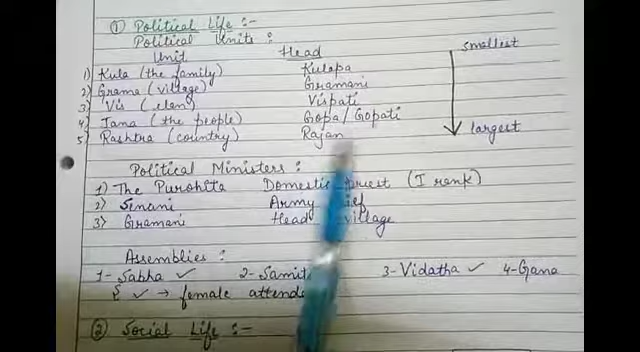 ① Political Life :-
Political Units :
Unit Head smallest
1) Kula (the family) Kulapa
2) Grama (village) Gramani
3) Vis (clan) Vispati
4) Jana (the people) Gopa/Gopati
5) Rashtra (country) Rajan largest
Political Ministers :
1) The Purohita Domestic Priest (I rank)
2) Senani Army
3) Gramani Head village
Assemblies :
1- Sabha ✓ 2- Samit 3- Vidatha ✓ 4- Gana
✓ → female attend
② Social Life :-